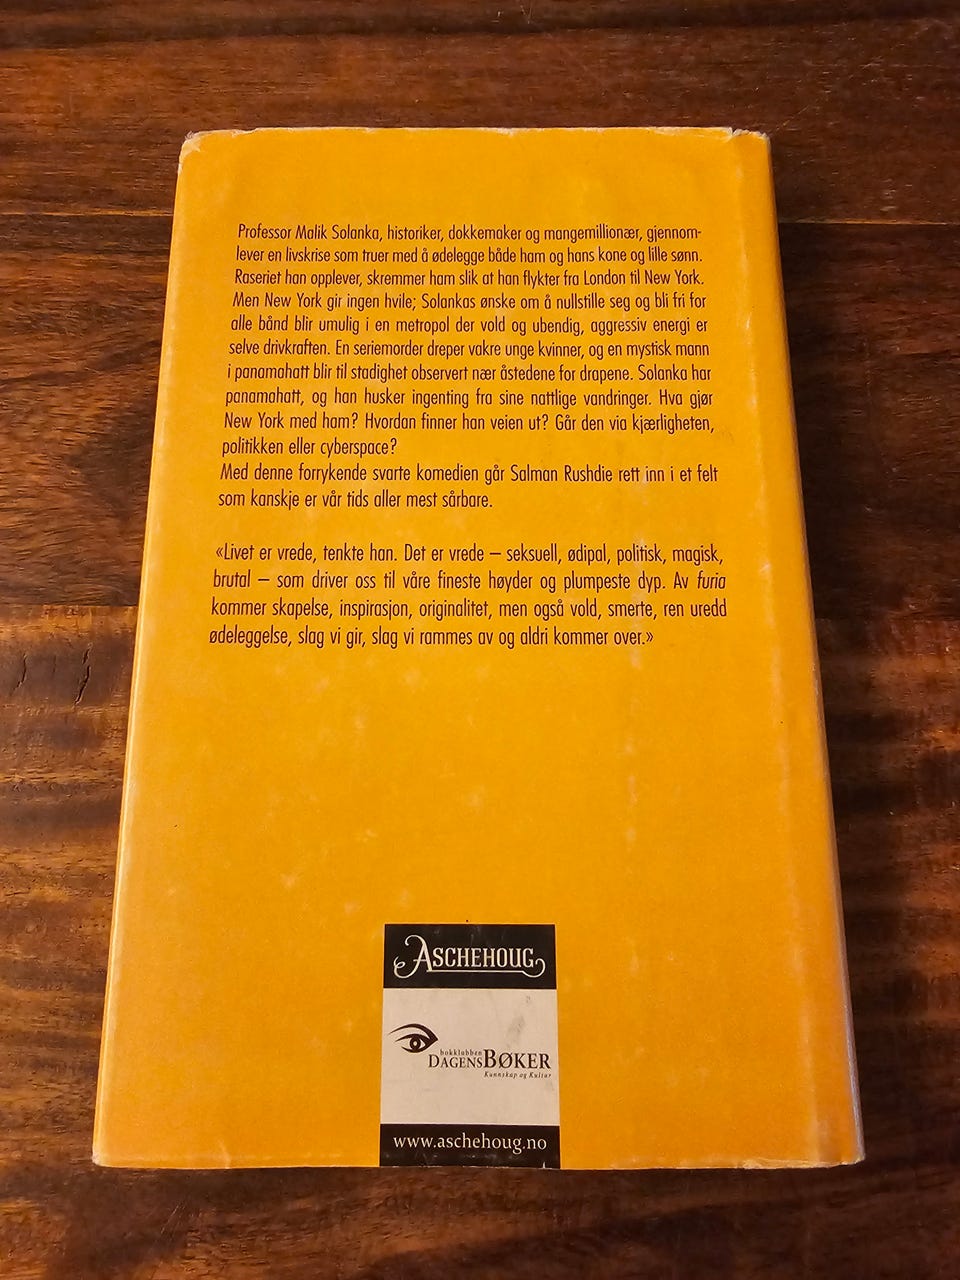 Professor Malik Solanka, historiker, dokkemaker og mangemillionær, gjennom-
lever en livskrise som truer med å ødelegge både ham og hans kone og lille sønn.
Raseriet han opplever, skremmer ham slik at han flykter fra London til New York.
Men New York gir ingen hvile; Solankas ønske om å nullstille seg og bli fri for
alle bånd blir umulig i en metropol der vold og ubendig, aggressiv energi er
selve drivkraften. En seriemorder dreper vakre unge kvinner, og en mystisk mann
i panamahatt blir til stadighet observert nær åstedene for drapene. Solanka har
panamahatt, og han husker ingenting fra sine nattlige vandringer. Hva gjør
New York med ham? Hvordan finner han veien ut? Går den via kjærligheten,
politikken eller cyberspace?
Med denne forrykende svarte komedien går Salman Rushdie rett inn i et felt
som kanskje er vår tids aller mest sårbare.
«Livet er vrede, tenkte han. Det er vrede – seksuell, ødipal, politisk, magisk,
brutal – som driver oss til våre fineste høyder og plumpeste dyp. Av furia
kommer skapelse, inspirasjon, originalitet, men også vold, smerte, ren uredd
ødeleggelse, slag vi gir, slag vi rammes av og aldri kommer over.»
ASCHEHOUG
bokklubben
DAGENSBØKER
Kunnskap og Kultur
www.aschehoug.no